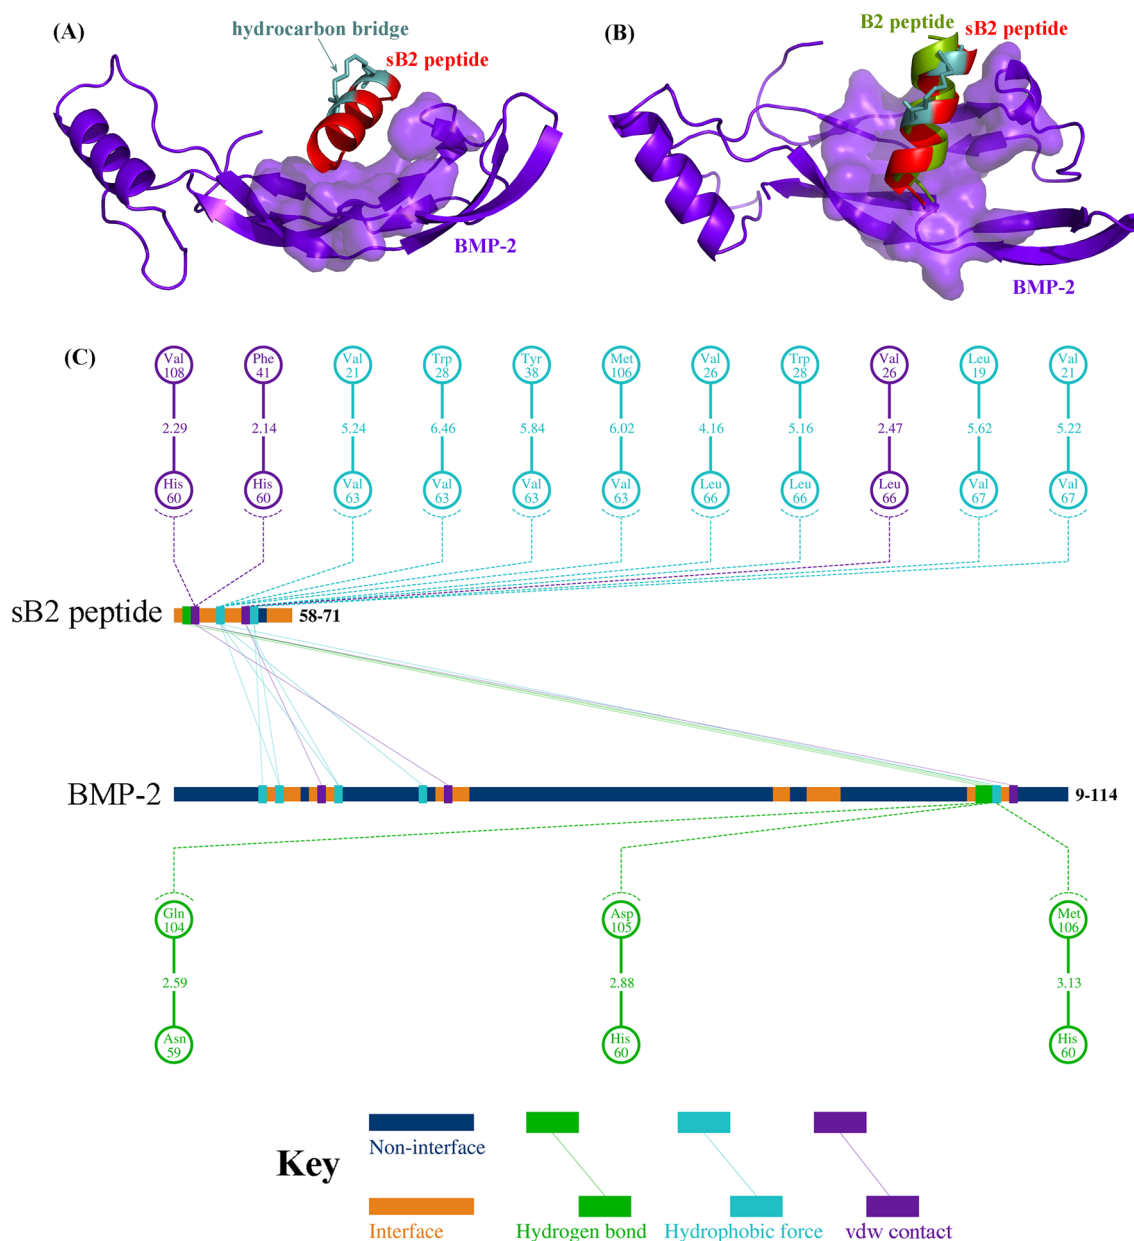 (A)
hydrocarbon bridge
sB2 peptide
BMP-2
(B)
B2 peptide
sB2 peptide
BMP-2
(C)
Val 108
Phe 41
Val 21
Trp 28
Tyr 38
Met 106
Val 26
Trp 28
Val 26
Leu 19
Val 21
2.29
2.14
5.24
6.46
5.84
6.02
4.16
5.16
2.47
5.62
5.22
His 60
His 60
Val 63
Val 63
Val 63
Val 63
Leu 66
Leu 66
Leu 66
Val 67
Val 67
sB2 peptide
58-71
BMP-2
9-114
Gln 104
Asp 105
Met 106
2.59
2.88
3.13
Asn 59
His 60
His 60
Key
Non-interface
Interface
Hydrogen bond
Hydrophobic force
vdw contact